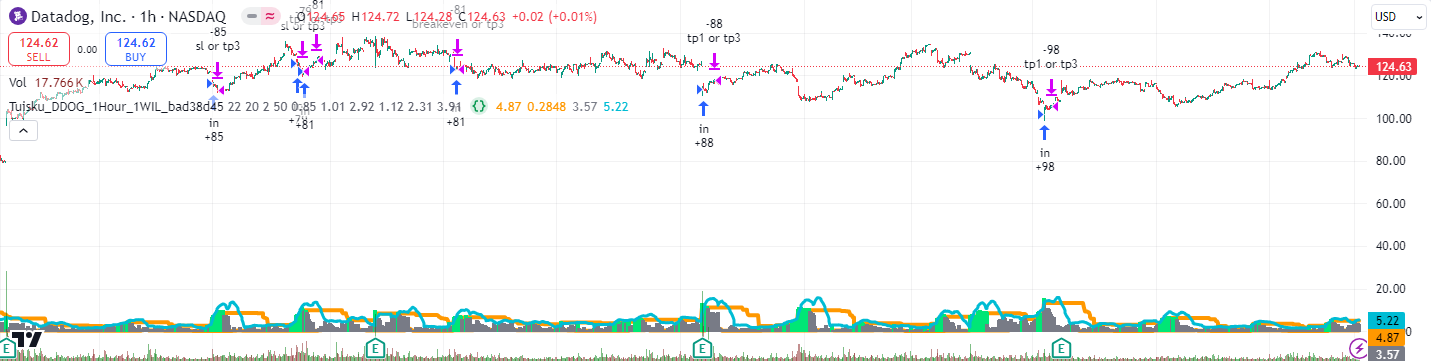 Datadog, Inc. · 1h · NASDAQ
O124.65 H124.72 L124.28 C124.63 +0.02 (+0.01%)
USD
124.62
SELL
0.00
124.62
BUY
-85
sl or tp3
-81
sl or tp3
-81
breakeven or tp3
-88
tp1 or tp3
-98
tp1 or tp3
140.00
124.63
120.00
100.00
80.00
60.00
40.00
20.00
Vol 17.766 K
Tujsku_DDOG_1Hour_1WIL_bad38d45 22 20 2 50 0.85 1.01 2.92 1.12 2.31 3.91
4.87 0.2848 3.57 5.22
in
+85
+81
+81
in
+88
in
+98
5.22
4.87
3.57
E
E
E
E